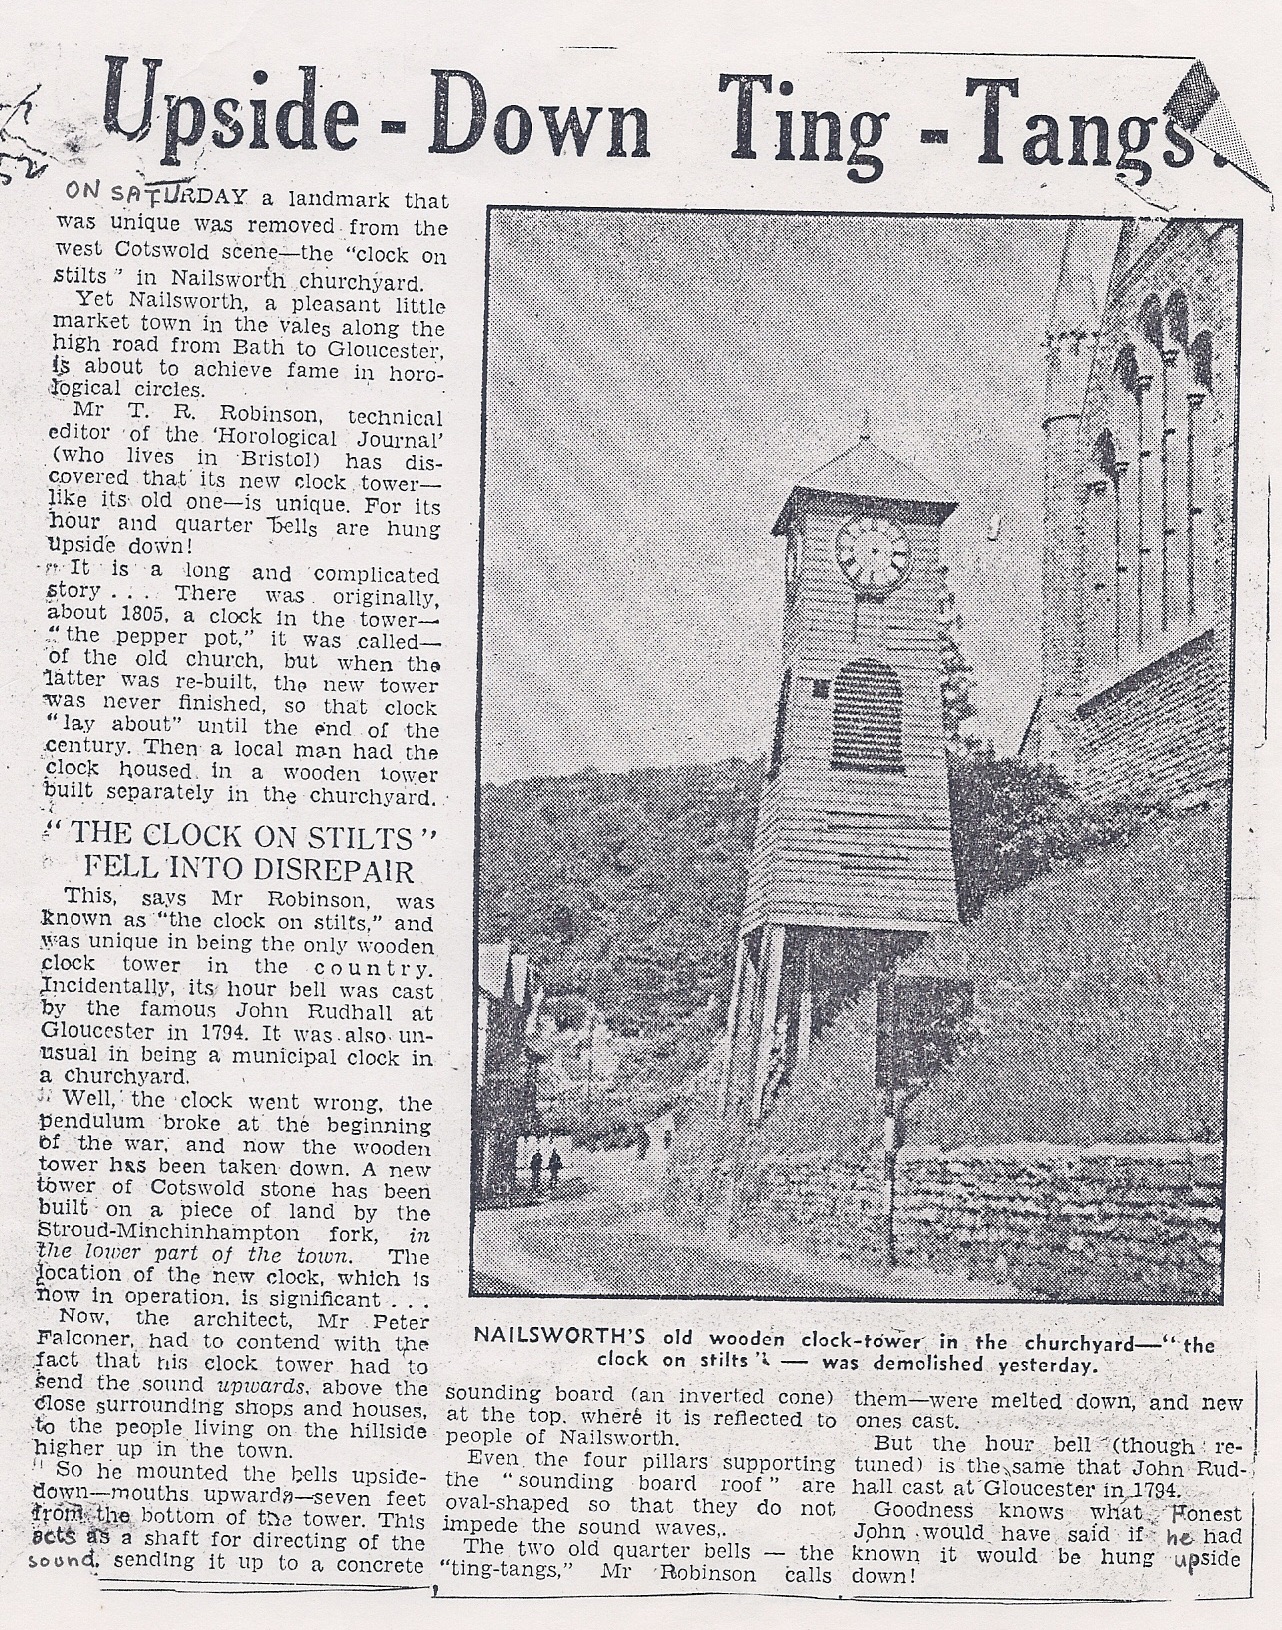 Upside-Down Ting-Tangs!
ON SATURDAY a landmark that
was unique was removed from the
west Cotswold scene—the "clock on
stilts" in Nailsworth churchyard.
Yet Nailsworth, a pleasant little
market town in the vales along the
high road from Bath to Gloucester,
is about to achieve fame in horo-
logical circles.
Mr T. R. Robinson, technical
editor of the 'Horological Journal'
(who lives in Bristol) has dis-
covered that its new clock tower—
like its old one—is unique. For its
hour and quarter bells are hung
upside down!
"It is a long and complicated
story . . . There was originally,
about 1805, a clock in the tower—
"the pepper pot," it was called—
of the old church, but when the
latter was re-built, the new tower
was never finished, so that clock
"lay about" until the end of the
century. Then a local man had the
clock housed in a wooden tower
built separately in the churchyard.
"THE CLOCK ON STILTS"
FELL INTO DISREPAIR
This, says Mr Robinson, was
known as "the clock on stilts," and
was unique in being the only wooden
clock tower in the country.
Incidentally, its hour bell was cast
by the famous John Rudhall at
Gloucester in 1794. It was also un-
usual in being a municipal clock in
a churchyard.
" Well, the clock went wrong, the
pendulum broke at the beginning
of the war, and now the wooden
tower has been taken down. A new
tower of Cotswold stone has been
built on a piece of land by the
Stroud-Minchinhampton fork, in
the lower part of the town. The
location of the new clock, which is
now in operation, is significant . . .
Now, the architect, Mr Peter
Falconer, had to contend with the
fact that his clock tower had to
send the sound upwards, above the
close surrounding shops and houses,
to the people living on the hillside
higher up in the town.
" So he mounted the bells upside-
down—mouths upwards—seven feet
from the bottom of the tower. This
acts as a shaft for directing of the
sound, sending it up to a concrete
NAILSWORTH'S old wooden clock-tower in the churchyard—"the
clock on stilts" — was demolished yesterday.
sounding board (an inverted cone)
at the top, where it is reflected to
people of Nailsworth.
Even the four pillars supporting
the "sounding board roof" are
oval-shaped so that they do not
impede the sound waves,.
The two old quarter bells — the
"ting-tangs," Mr Robinson calls
them—were melted down, and new
ones cast.
But the hour bell (though re-
tuned) is the same that John Rud-
hall cast at Gloucester in 1794.
Goodness knows what Honest
John would have said if he had
known it would be hung upside
down!